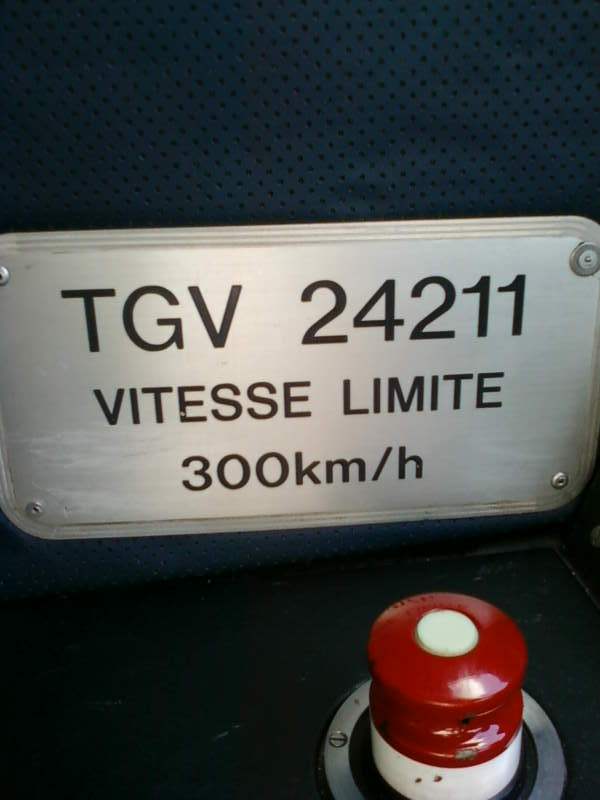 TGV 24211
VITESSE LIMITE
300km/h